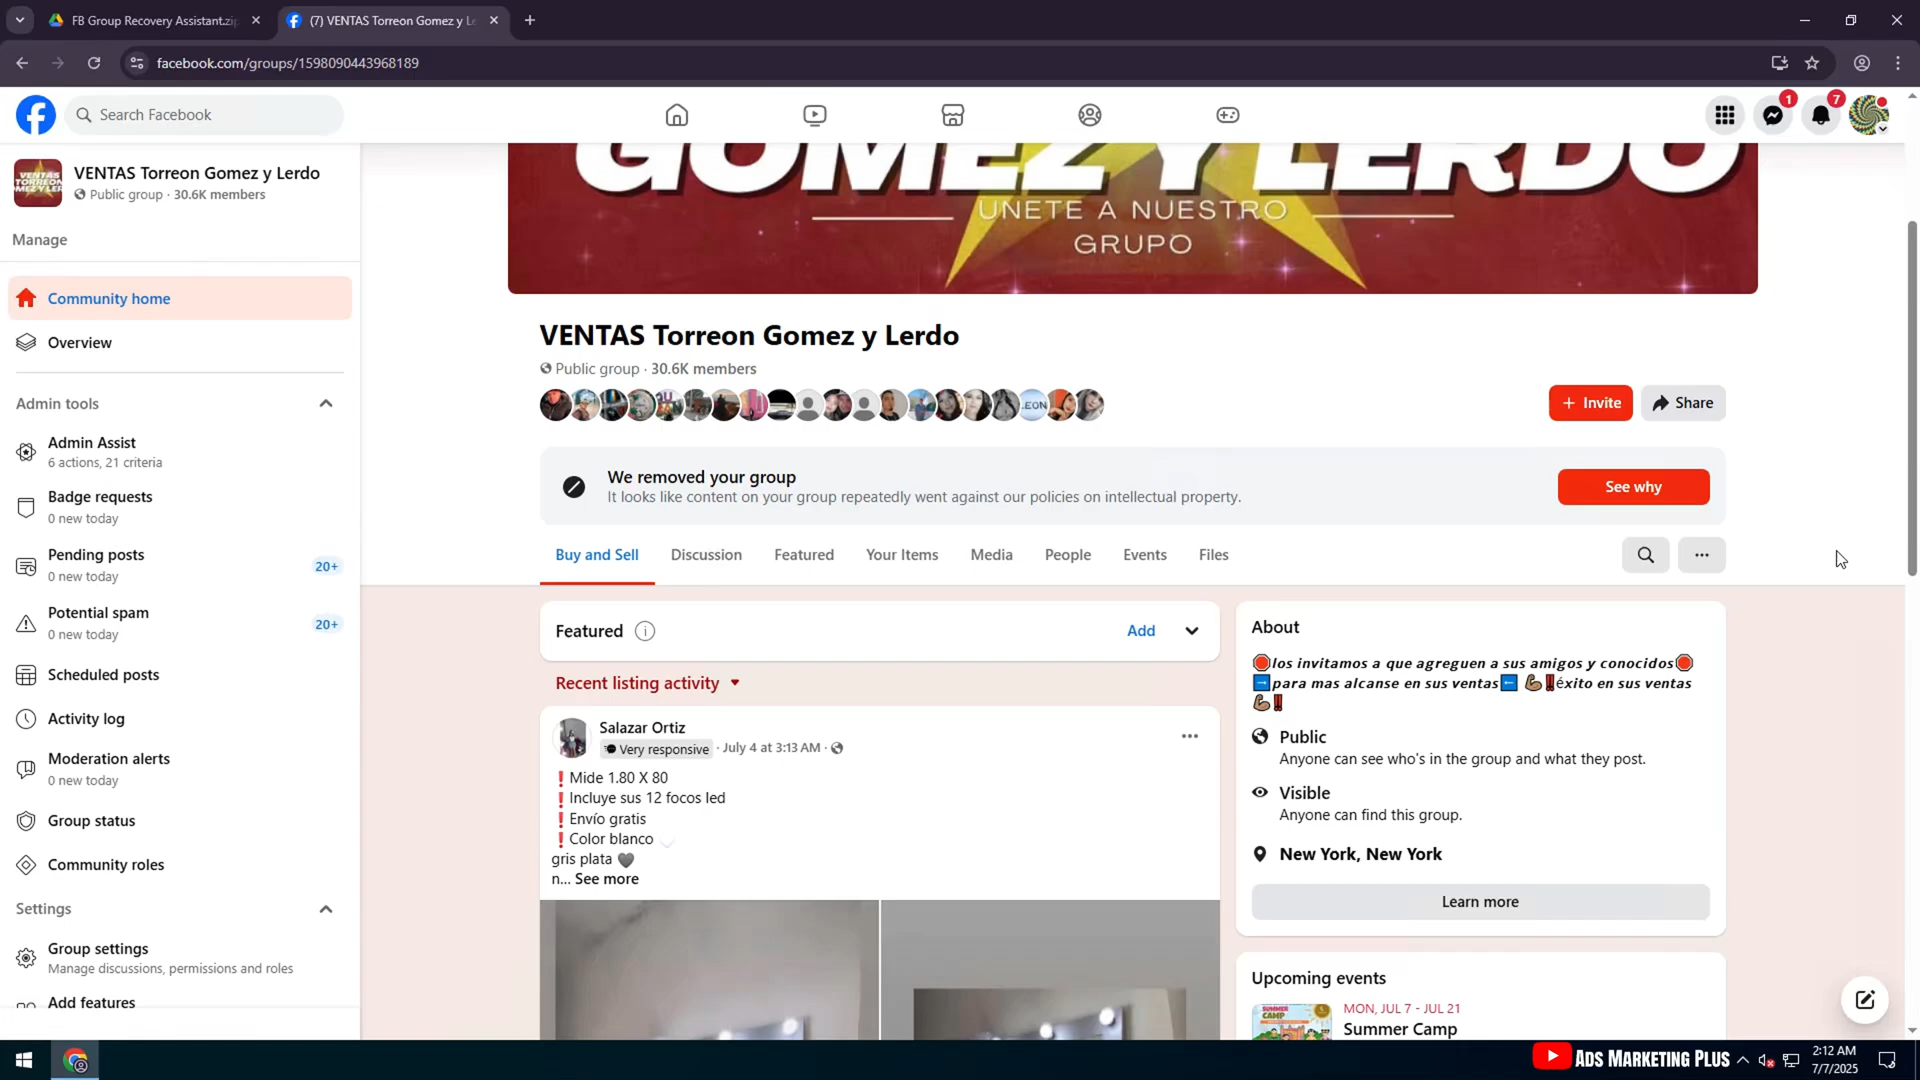 FB Group Recovery Assistant.zip
(7) VENTAS Torreon Gomez y Le
facebook.com/groups/1598090443968189
Search Facebook
1
7
VENTAS Torreon Gomez y Lerdo
Public group · 30.6K members
Manage
Community home
Overview
Admin tools
Admin Assist
6 actions, 21 criteria
Badge requests
0 new today
Pending posts
0 new today
20+
Potential spam
0 new today
20+
Scheduled posts
Activity log
Moderation alerts
0 new today
Group status
Community roles
Settings
Group settings
Manage discussions, permissions and roles
Add features
GOMEZ Y LERDO
UNETE A NUESTRO
GRUPO
VENTAS Torreon Gomez y Lerdo
Public group · 30.6K members
+ Invite
Share
We removed your group
It looks like content on your group repeatedly went against our policies on intellectual property.
See why
Buy and Sell
Discussion
Featured
Your Items
Media
People
Events
Files
Featured
Add
Recent listing activity
Salazar Ortiz
Very responsive · July 4 at 3:13 AM ·
❗Mide 1.80 X 80
❗Incluye sus 12 focos led
❗Envío gratis
❗Color blanco 🤍
gris plata 🖤
n... See more
About
🛑los invitamos a que agreguen a sus amigos y conocidos🛑
➡️para mas alcanse en sus ventas⬅️ 💪🏽‼️éxito en sus ventas
💪🏽‼️
Public
Anyone can see who's in the group and what they post.
Visible
Anyone can find this group.
New York, New York
Learn more
Upcoming events
MON, JUL 7 - JUL 21
Summer Camp
SUMMER
CAMP
ADS MARKETING PLUS
2:12 AM
7/7/2025